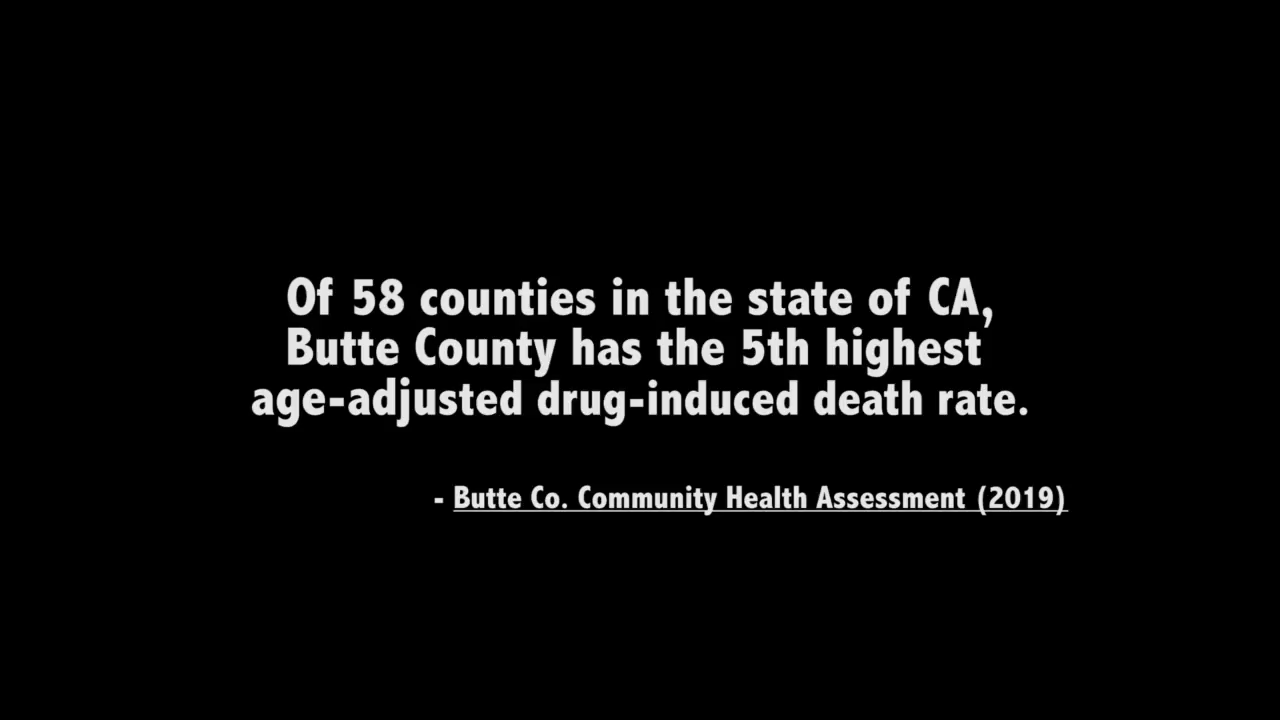 Of 58 counties in the state of CA,
Butte County has the 5th highest
age-adjusted drug-induced death rate.
- Butte Co. Community Health Assessment (2019)